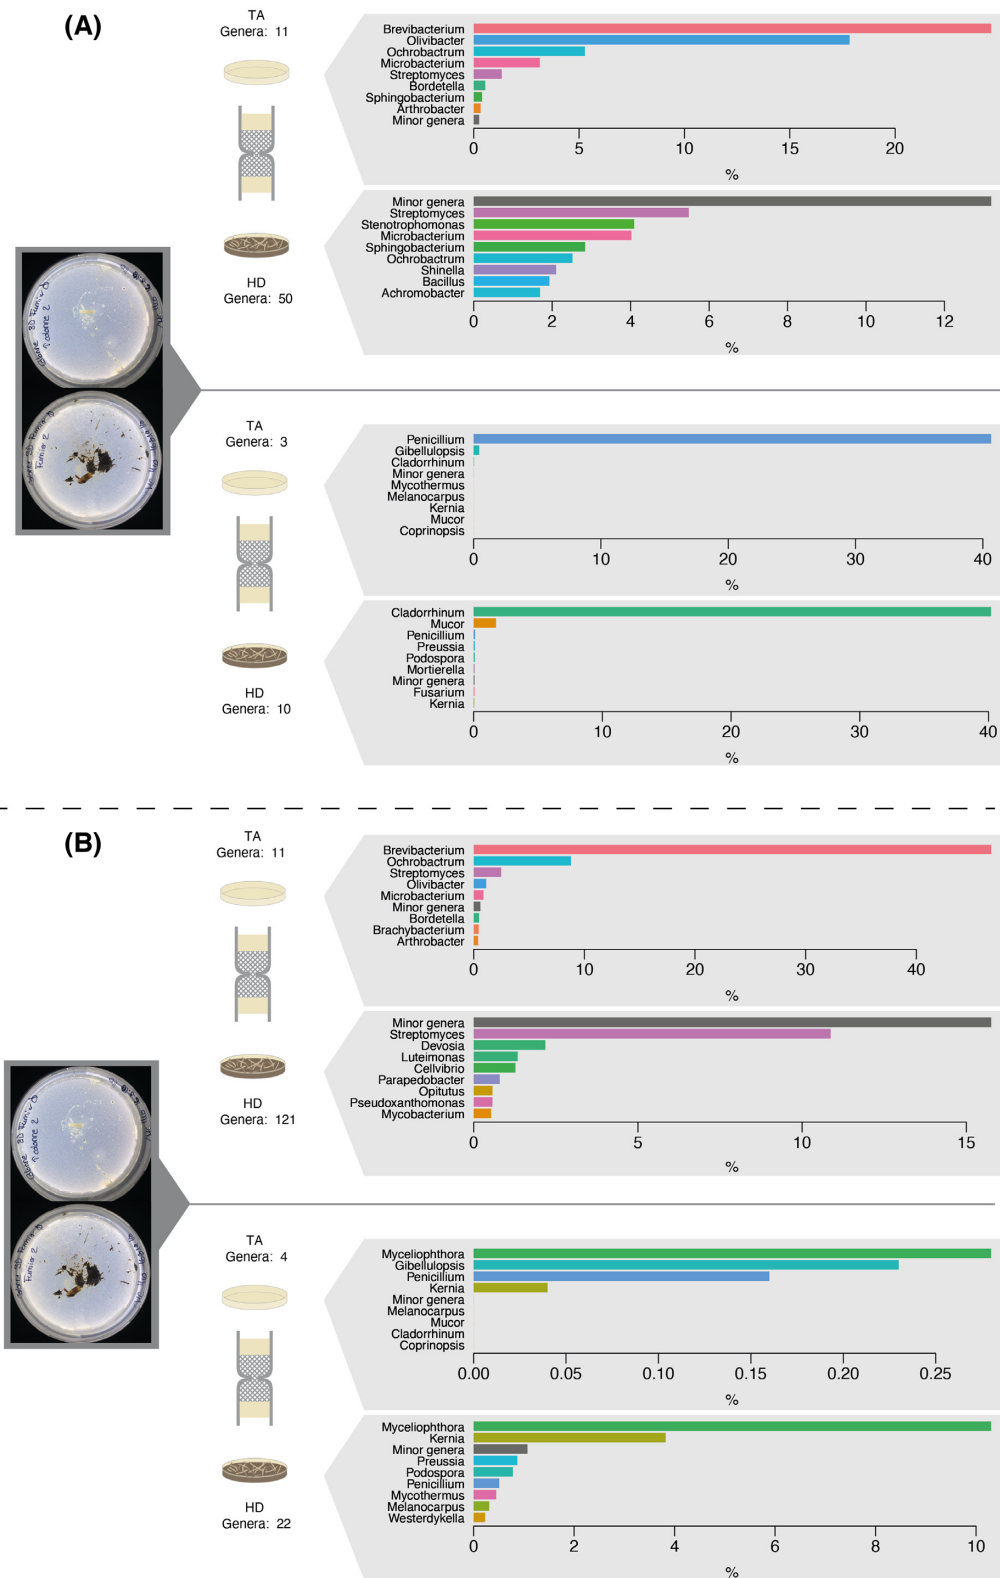 (A)
TA
Genera: 11
Brevibacterium
Olivibacter
Ochrobactrum
Microbacterium
Streptomyces
Bordetella
Sphingobacterium
Arthrobacter
Minor genera
0 5 10 15 20
%
HD
Genera: 50
Minor genera
Streptomyces
Stenotrophomonas
Microbacterium
Sphingobacterium
Ochrobactrum
Shinella
Bacillus
Achromobacter
0 2 4 6 8 10 12
%
TA
Genera: 3
Penicillium
Gibellulopsis
Cladorrhinum
Minor genera
Mycothermus
Melanocarpus
Kernia
Mucor
Coprinopsis
0 10 20 30 40
%
HD
Genera: 10
Cladorrhinum
Mucor
Penicillium
Preussia
Podospora
Mortierella
Minor genera
Fusarium
Kernia
0 10 20 30 40
%
(B)
TA
Genera: 11
Brevibacterium
Ochrobactrum
Streptomyces
Olivibacter
Microbacterium
Minor genera
Bordetella
Brachybacterium
Arthrobacter
0 10 20 30 40
%
HD
Genera: 121
Minor genera
Streptomyces
Devosia
Luteimonas
Cellvibrio
Parapedobacter
Opitutus
Pseudoxanthomonas
Mycobacterium
0 5 10 15
%
TA
Genera: 4
Myceliophthora
Gibellulopsis
Penicillium
Kernia
Minor genera
Melanocarpus
Mucor
Cladorrhinum
Coprinopsis
0.00 0.05 0.10 0.15 0.20 0.25
%
HD
Genera: 22
Myceliophthora
Kernia
Minor genera
Preussia
Podospora
Penicillium
Mycothermus
Melanocarpus
Westerdykella
0 2 4 6 8 10
%